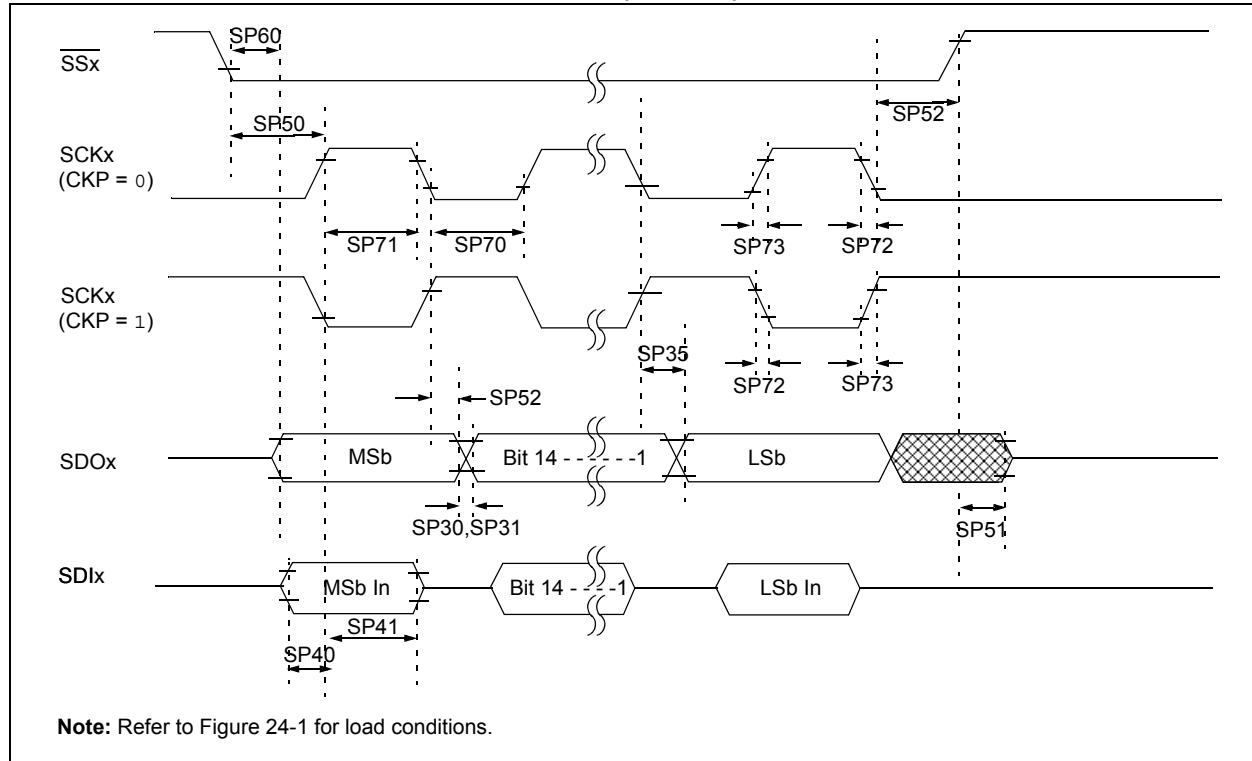 SP60
SSx
SP50
SP52
SCKx
(CKP = 0)
SP71
SP70
SP73
SP72
SCKx
(CKP = 1)
SP35
SP72
SP73
SP52
SDOx
MSb
Bit 14 - - - - - -1
LSb
SP30,SP31
SP51
SDIx
MSb In
Bit 14 - - - -1
LSb In
SP41
SP40
Note: Refer to Figure 24-1 for load conditions.